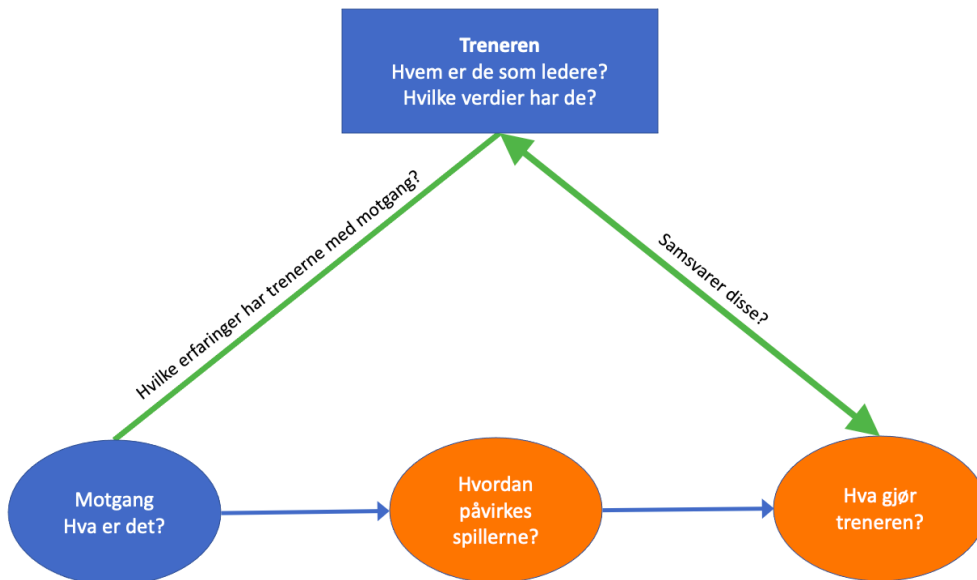 Treneren
Hvem er de som ledere?
Hvilke verdier har de?
Hvilke erfaringer har trenerne med motgang?
Samsvarer disse?
Motgang
Hva er det?
Hvordan
påvirkes
spillerne?
Hva gjør
treneren?